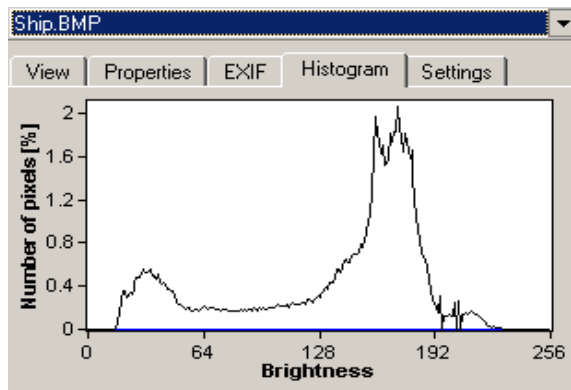 Ship.BMP
View Properties EXIF Histogram Settings
Number of pixels [%]
2
1.6
1.2
0.8
0.4
0
0 64 128 192 256
Brightness